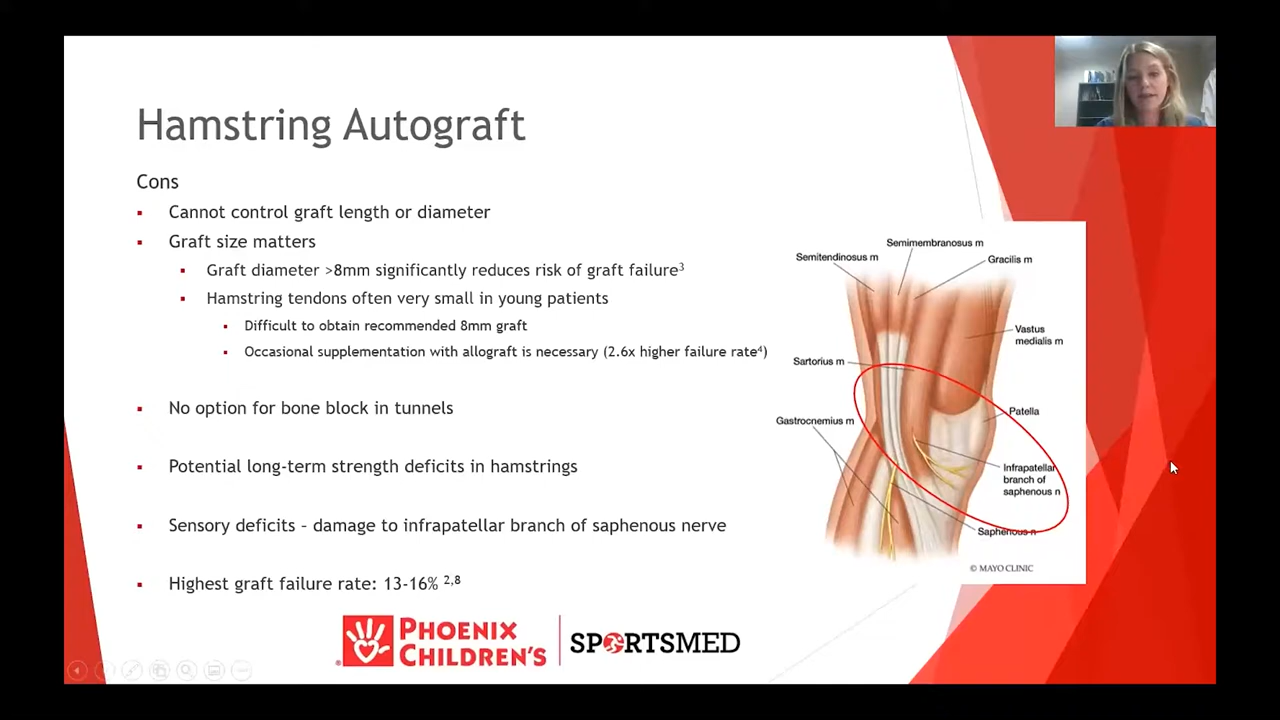 Hamstring Autograft
Cons
Cannot control graft length or diameter
Graft size matters
Graft diameter >8mm significantly reduces risk of graft failure³
Hamstring tendons often very small in young patients
Difficult to obtain recommended 8mm graft
Occasional supplementation with allograft is necessary (2.6x higher failure rate⁴)
No option for bone block in tunnels
Potential long-term strength deficits in hamstrings
Sensory deficits – damage to infrapatellar branch of saphenous nerve
Highest graft failure rate: 13-16% ²,⁸
Semimembranosus m
Semitendinosus m
Gracilis m
Vastus
medialis m
Sartorius m
Patella
Gastrocnemius m
Infrapatellar
branch of
saphenous n
Saphenous n
© MAYO CLINIC
PHOENIX
CHILDREN'S
SPORTSMED